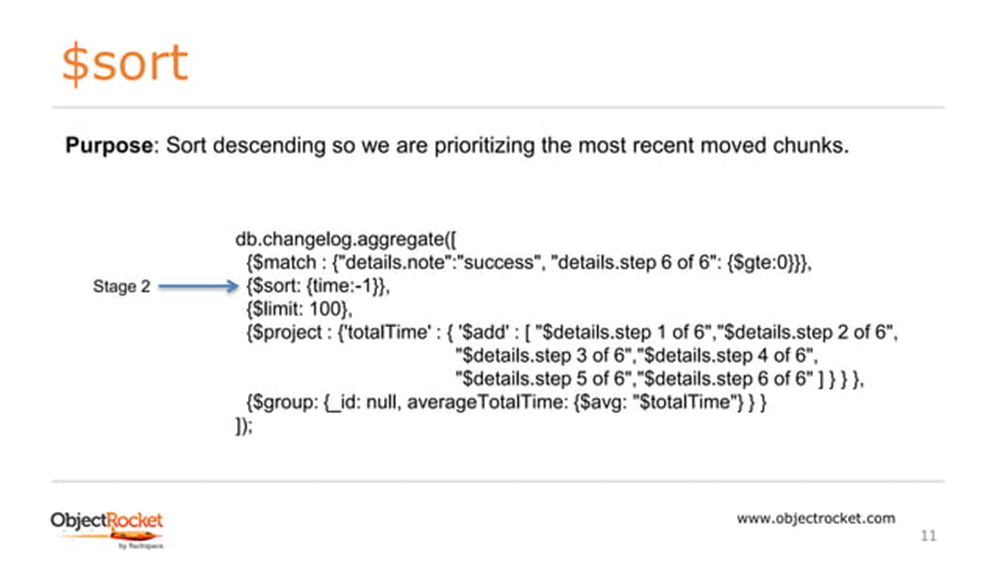 $sort
Purpose: Sort descending so we are prioritizing the most recent moved chunks.
db.changelog.aggregate([
{$match : {"details.note":"success", "details.step 6 of 6": {$gte:0}}},
Stage 2
{$sort: {time:-1}},
{$limit: 100},
{$project : {'totalTime' : { '$add' : [ "$details.step 1 of 6","$details.step 2 of 6",
"$details.step 3 of 6","$details.step 4 of 6",
"$details.step 5 of 6","$details.step 6 of 6" ] } } },
{$group: {_id: null, averageTotalTime: {$avg: "$totalTime"} } }
]);
ObjectRocket
by Rackspace
www.objectrocket.com
11